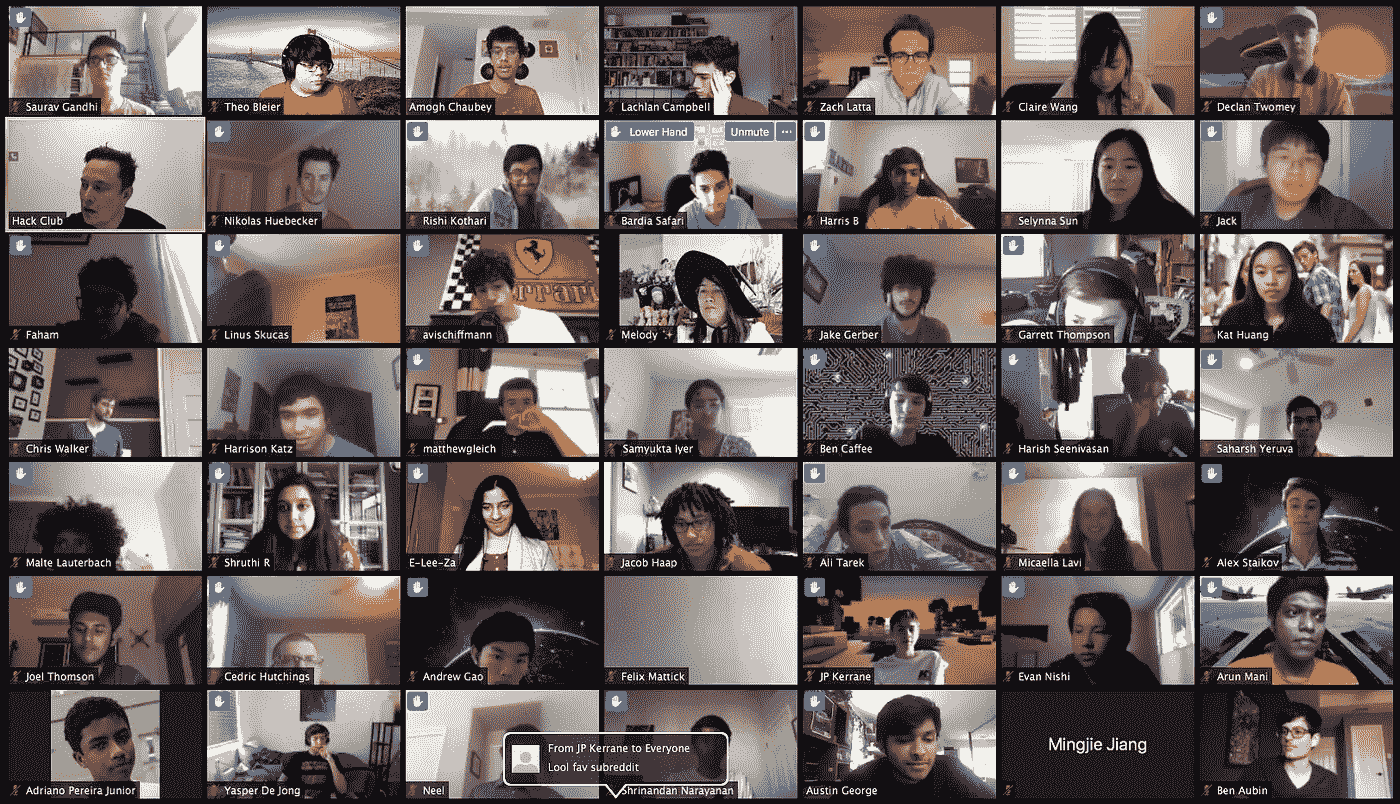 Saurav Gandhi
Theo Bleier
Amogh Chaubey
Lachlan Campbell
Zach Latta
Claire Wang
Declan Twomey
Lower Hand
Unmute
Hack Club
Nikolas Huebecker
Rishi Kothari
Bardia Safari
Harris B
Selynna Sun
Jack
Ferrari
Faham
Linus Skucas
avischiffmann
Melody
Jake Gerber
Garrett Thompson
Kat Huang
Chris Walker
Harrison Katz
matthewgleich
Samyukta Iyer
Ben Caffee
Harish Seenivasan
Saharsh Yeruva
Malte Lauterbach
Shruthi R
E-Lee-Za
Jacob Haap
Ali Tarek
Micaella Lavi
Alex Staikov
Joel Thomson
Cedric Hutchings
Andrew Gao
Felix Mattick
JP Kerrane
Evan Nishi
Arun Mani
From JP Kerrane to Everyone
Lool fav subreddit
Mingjie Jiang
Adriano Pereira Junior
Yasper De Jong
Neel
Shrinandan Narayanan
Austin George
Ben Aubin